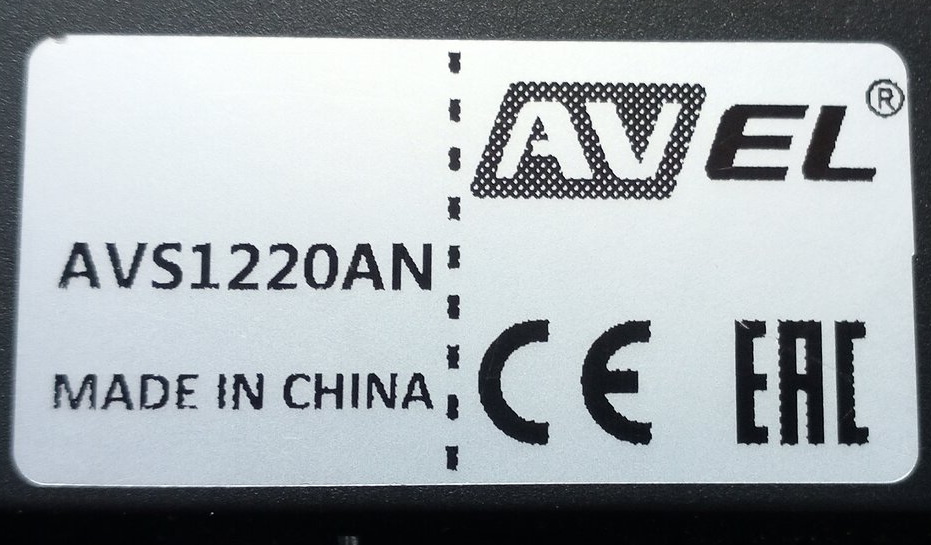 AVS1220AN
MADE IN CHINA
AVEL®
CE EAC